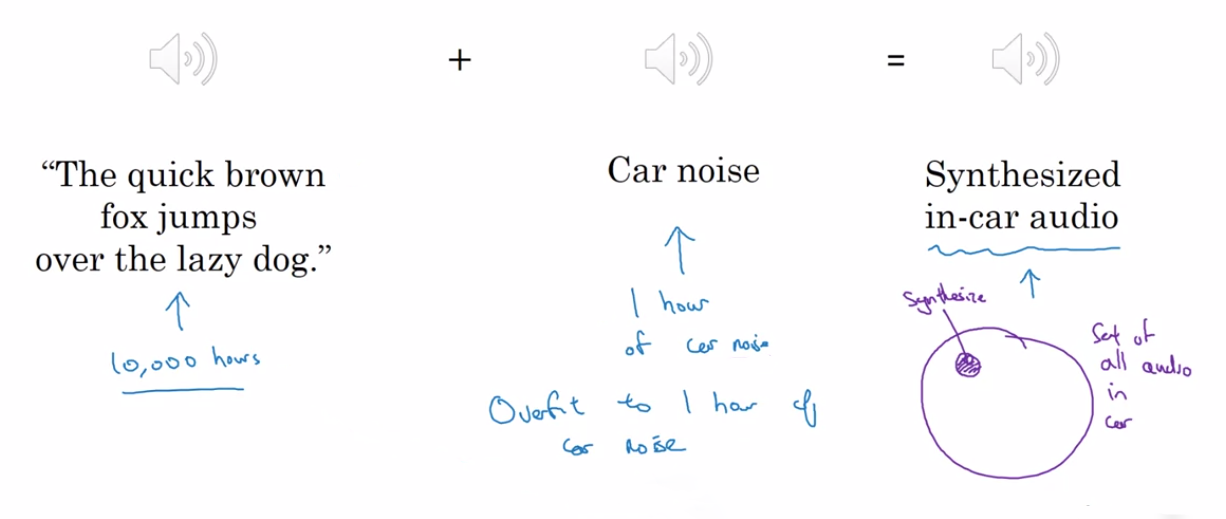 +
=
“The quick brown
fox jumps
over the lazy dog.”
10,000 hours
Car noise
1 hour
of car noise
Overfit to 1 hour of
car noise
Synthesized
in-car audio
Synthesize
Set of
all audio
in
car